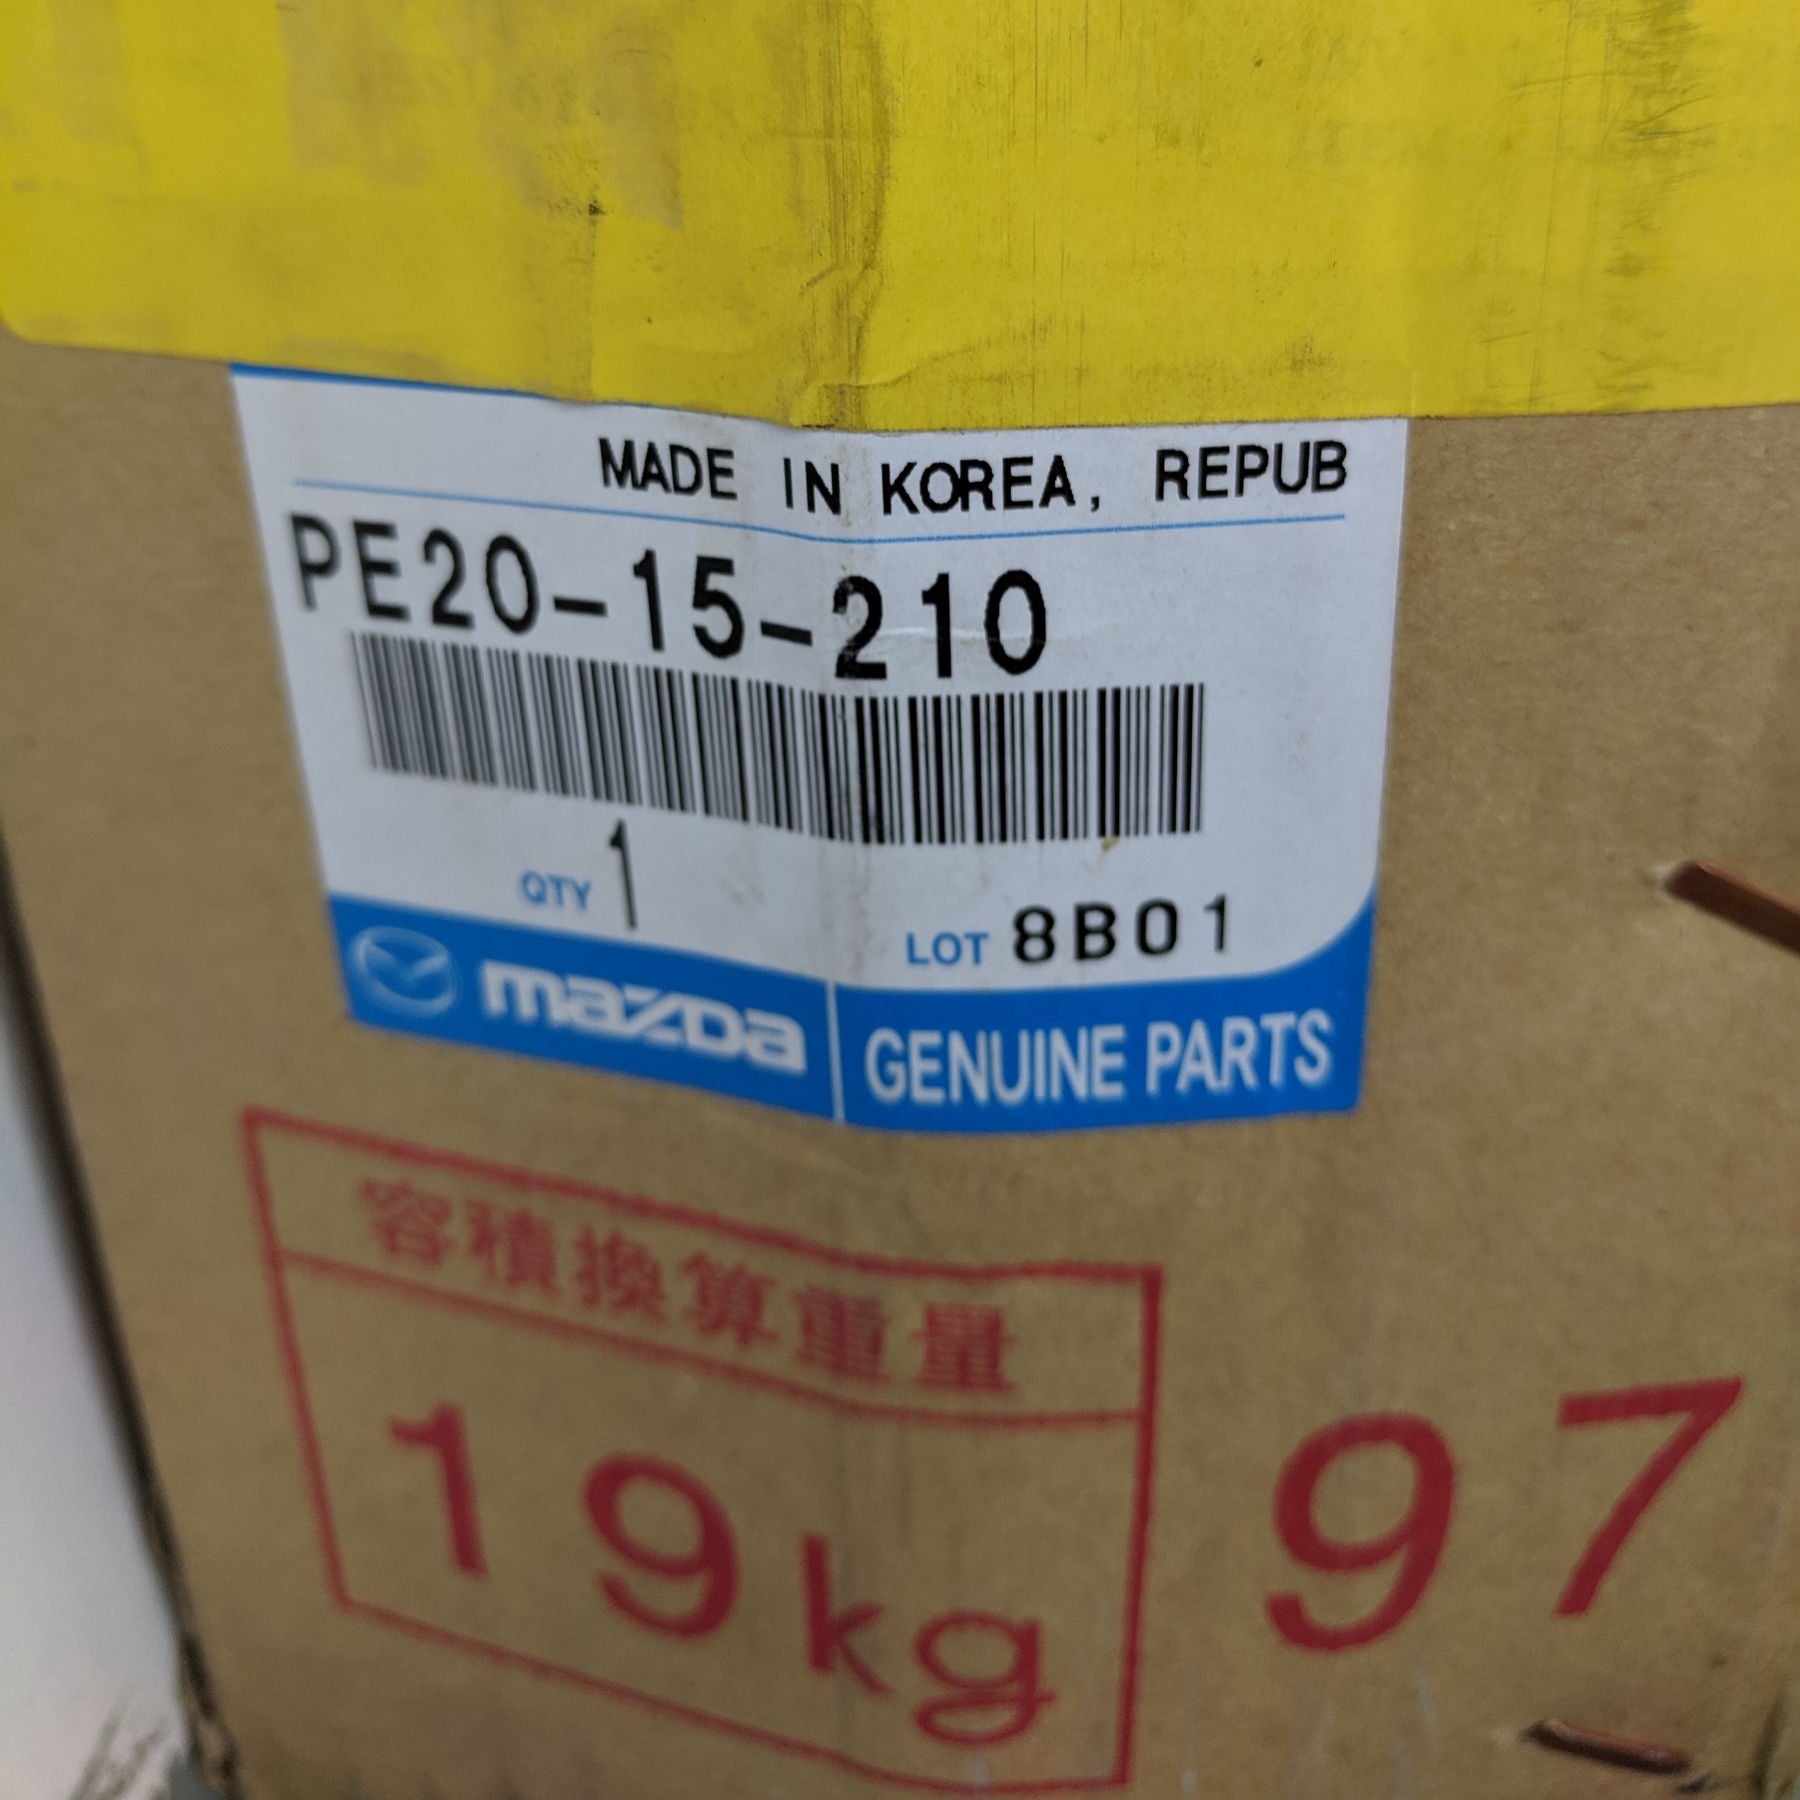 MADE IN KOREA, REPUB
PE20-15-210
QTY 1
LOT 8B01
mazda
GENUINE PARTS
容積換算重量
19kg
97